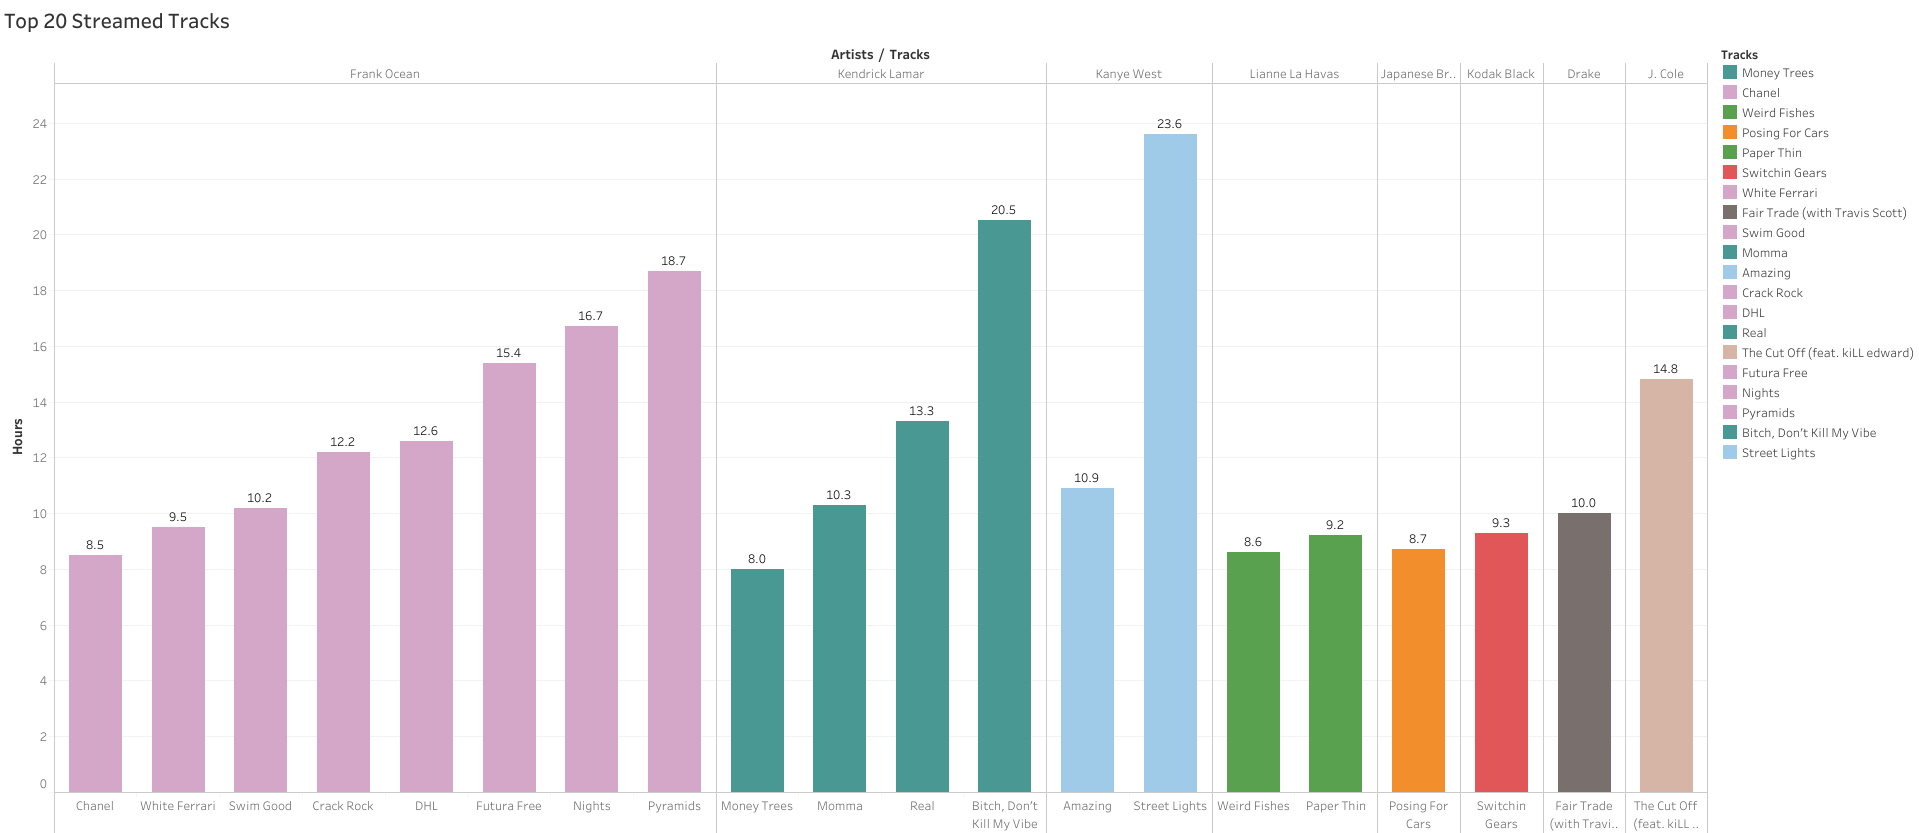 Top 20 Streamed Tracks
Artists / Tracks
Frank Ocean Kendrick Lamar Kanye West Lianne La Havas Japanese Br.. Kodak Black Drake J. Cole
Hours
24
22
20
18
16
14
12
10
8
6
4
2
0
8.5 9.5 10.2 12.2 12.6 15.4 16.7 18.7 8.0 10.3 13.3 20.5 10.9 23.6 8.6 9.2 8.7 9.3 10.0 14.8
Chanel
White Ferrari
Swim Good
Crack Rock
DHL
Futura Free
Nights
Pyramids
Money Trees
Momma
Real
Bitch, Don't
Kill My Vibe
Amazing
Street Lights
Weird Fishes
Paper Thin
Posing For
Cars
Switchin
Gears
Fair Trade
(with Travi..
The Cut Off
(feat. kiLL ..
Tracks
Money Trees
Chanel
Weird Fishes
Posing For Cars
Paper Thin
Switchin Gears
White Ferrari
Fair Trade (with Travis Scott)
Swim Good
Momma
Amazing
Crack Rock
DHL
Real
The Cut Off (feat. kiLL edward)
Futura Free
Nights
Pyramids
Bitch, Don't Kill My Vibe
Street Lights